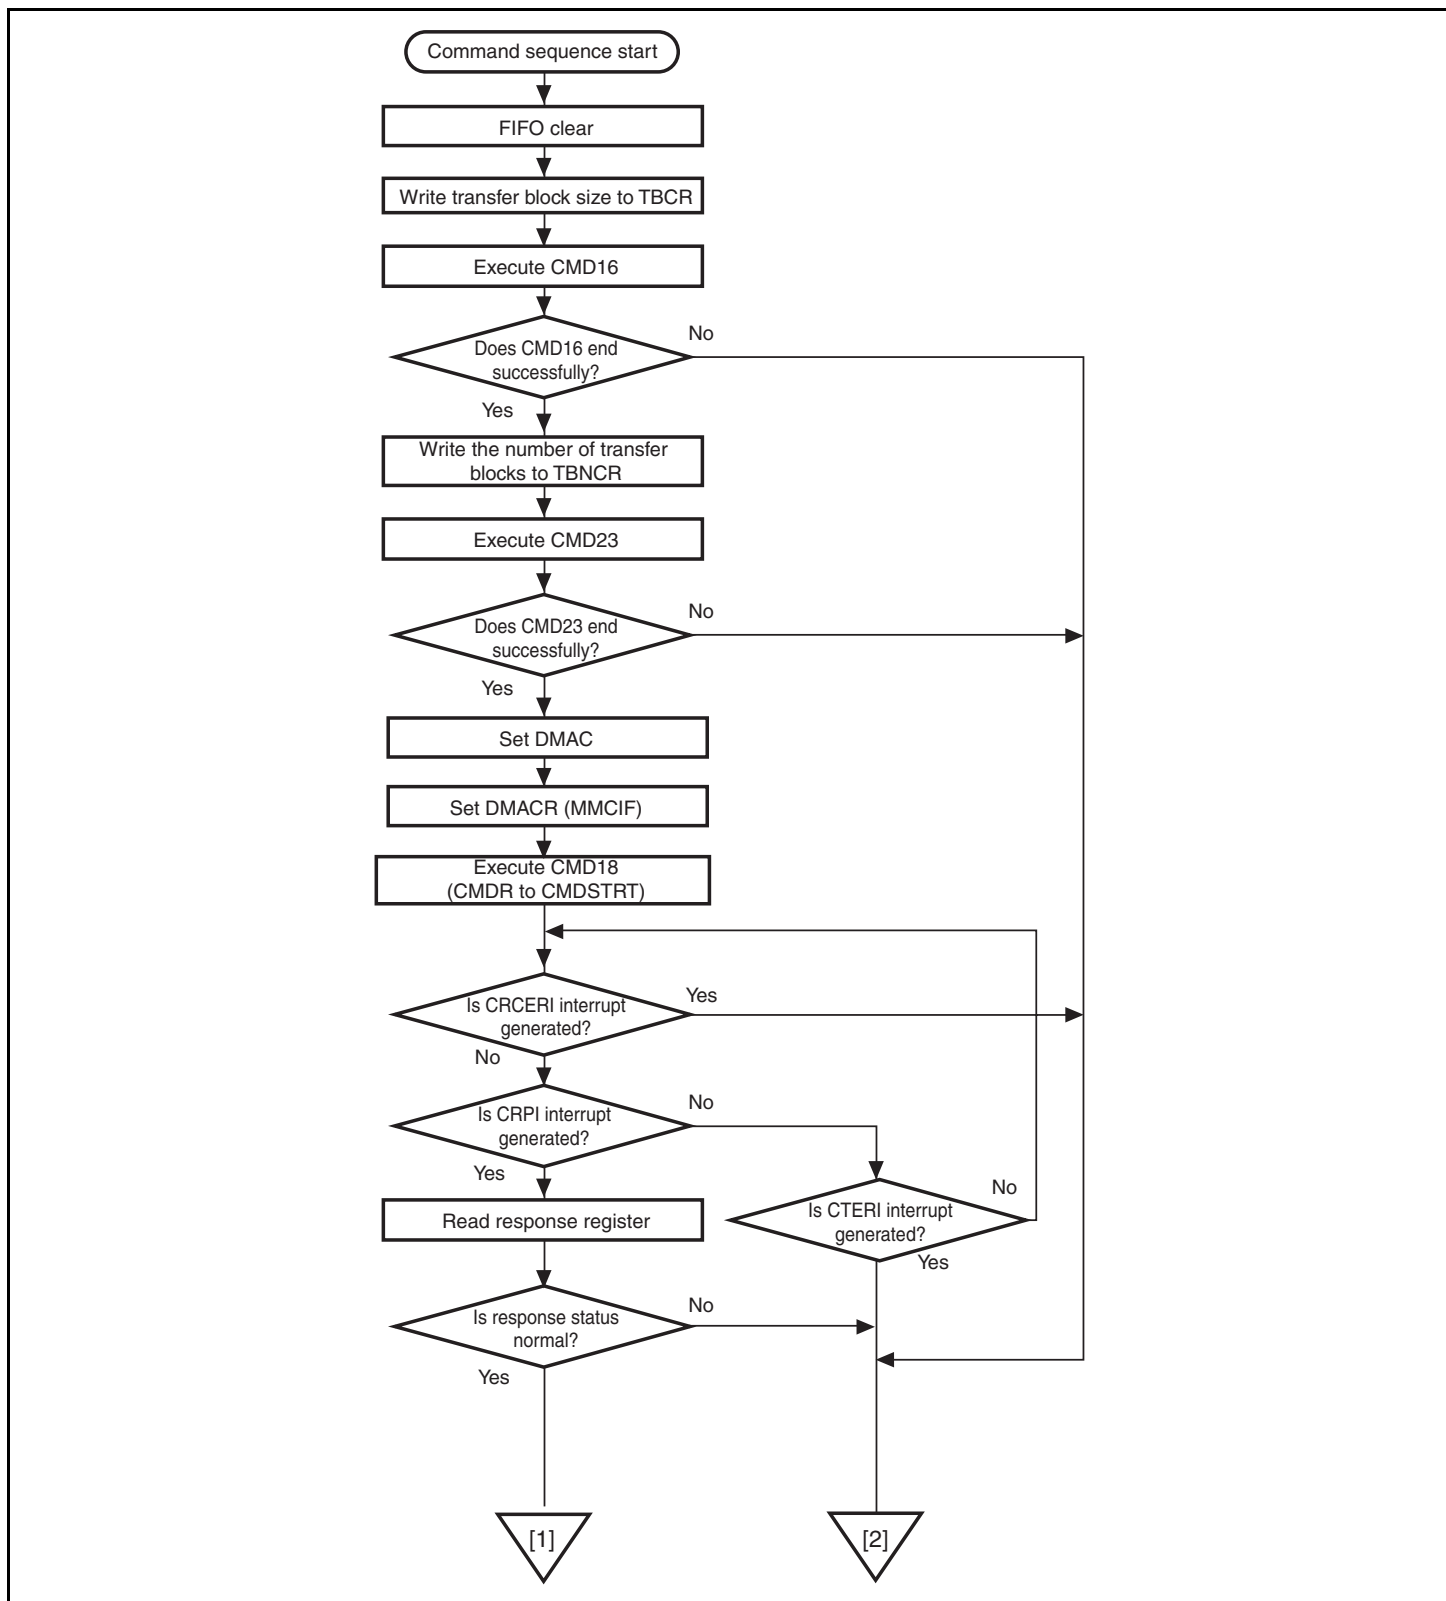 Command sequence start
FIFO clear
Write transfer block size to TBCR
Execute CMD16
No
Does CMD16 end
successfully?
Yes
Write the number of transfer
blocks to TBNCR
Execute CMD23
No
Does CMD23 end
successfully?
Yes
Set DMAC
Set DMACR (MMCIF)
Execute CMD18
(CMDR to CMDSTRT)
Is CRCERI interrupt
generated?
Yes
No
Is CRPI interrupt
generated?
No
Yes
Read response register
Is CTERI interrupt
generated?
No
Yes
Is response status
normal?
No
Yes
[1]
[2]